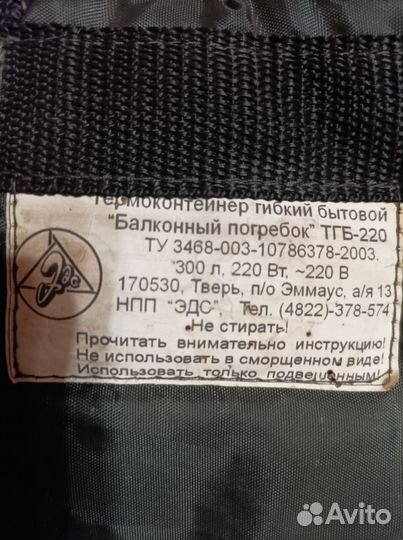 Термоконтейнер гибкий бытовой
"Балконный погребок" ТГБ-220
ТУ 3468-003-10786378-2003.
300 л, 220 Вт, ~220 В
170530, Тверь, п/о Эммаус, а/я 13
НПП "ЭДС", Тел. (4822)-378-574
Не стирать!
Прочитать внимательно инструкцию!
Не использовать в сморщенном виде!
Использовать только подвешенным!
ЭДС
Avito